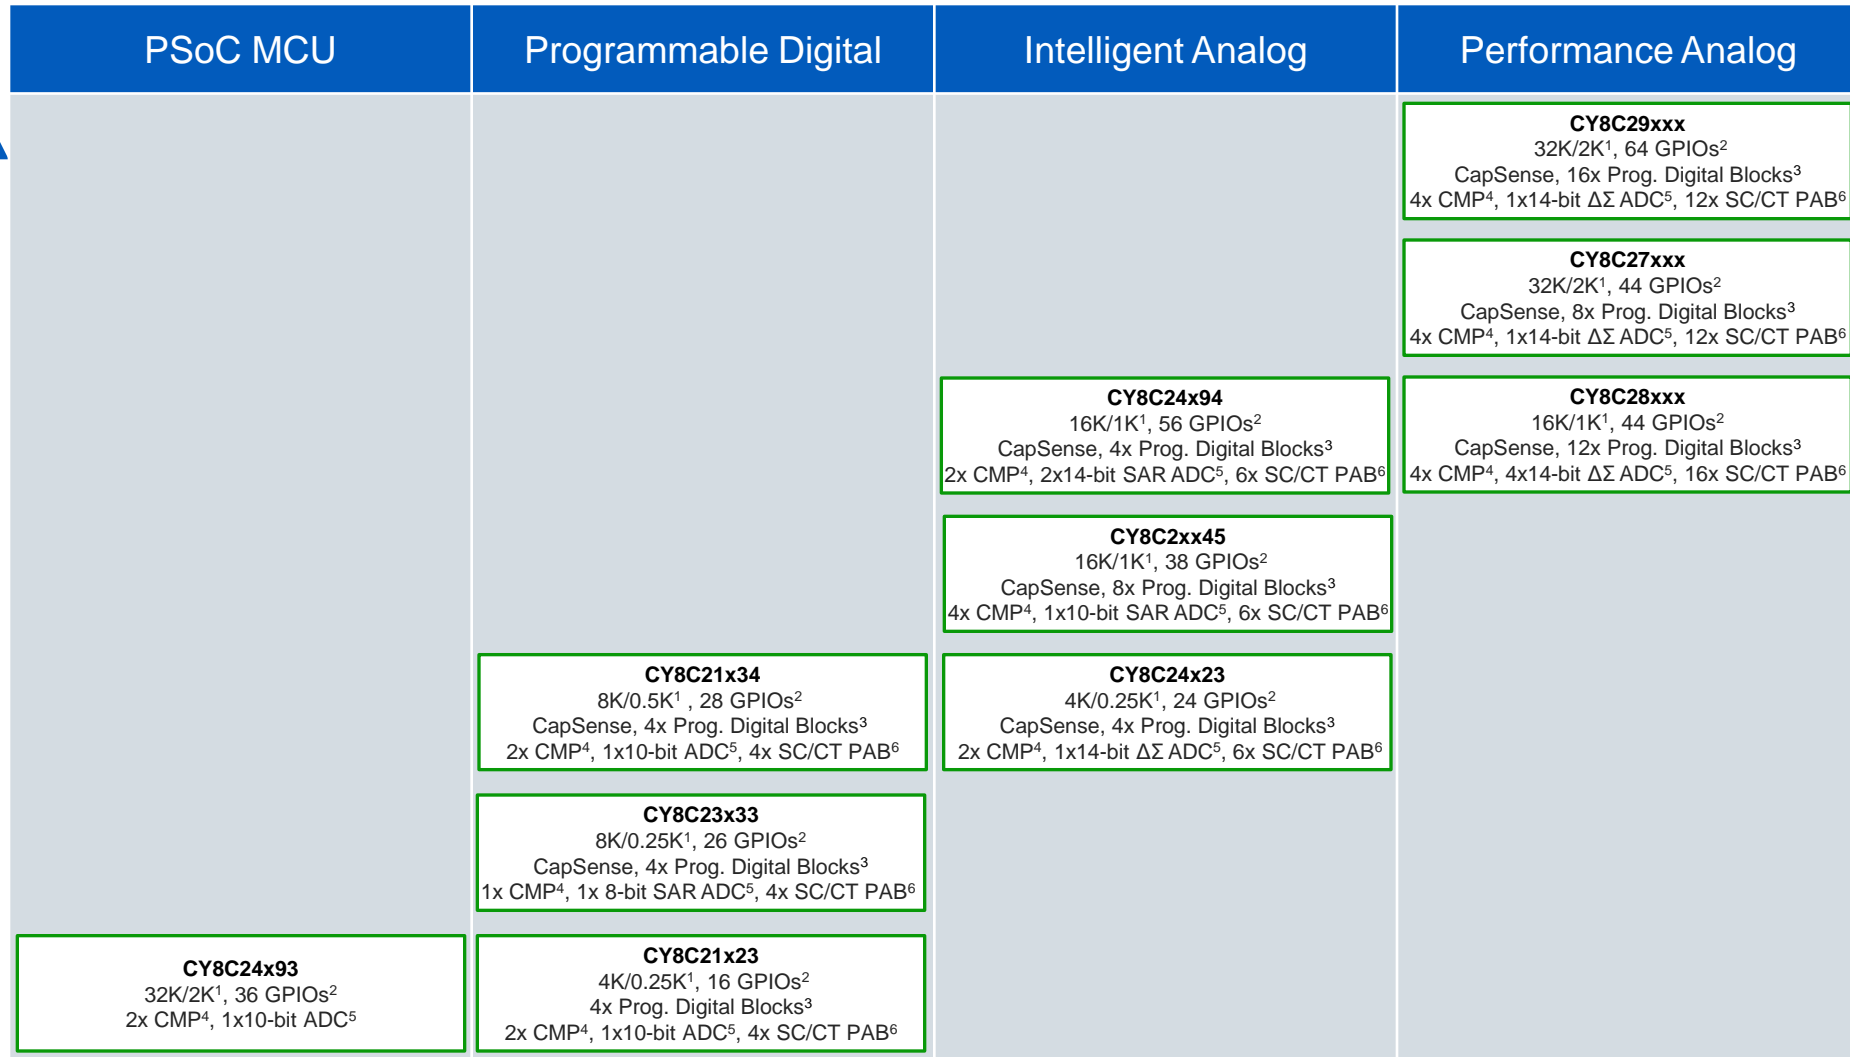 PSoC MCU
Programmable Digital
Intelligent Analog
Performance Analog
CY8C29xxx
32K/2K¹, 64 GPIOs²
CapSense, 16x Prog. Digital Blocks³
4x CMP⁴, 1x14-bit ΔΣ ADC⁵, 12x SC/CT PAB⁶
CY8C27xxx
32K/2K¹, 44 GPIOs²
CapSense, 8x Prog. Digital Blocks³
4x CMP⁴, 1x14-bit ΔΣ ADC⁵, 12x SC/CT PAB⁶
CY8C24x94
16K/1K¹, 56 GPIOs²
CapSense, 4x Prog. Digital Blocks³
2x CMP⁴, 2x14-bit SAR ADC⁵, 6x SC/CT PAB⁶
CY8C28xxx
16K/1K¹, 44 GPIOs²
CapSense, 12x Prog. Digital Blocks³
4x CMP⁴, 4x14-bit ΔΣ ADC⁵, 16x SC/CT PAB⁶
CY8C2xx45
16K/1K¹, 38 GPIOs²
CapSense, 8x Prog. Digital Blocks³
4x CMP⁴, 1x10-bit SAR ADC⁵, 6x SC/CT PAB⁶
CY8C21x34
8K/0.5K¹ , 28 GPIOs²
CapSense, 4x Prog. Digital Blocks³
2x CMP⁴, 1x10-bit ADC⁵, 4x SC/CT PAB⁶
CY8C24x23
4K/0.25K¹, 24 GPIOs²
CapSense, 4x Prog. Digital Blocks³
2x CMP⁴, 1x14-bit ΔΣ ADC⁵, 6x SC/CT PAB⁶
CY8C23x33
8K/0.25K¹, 26 GPIOs²
CapSense, 4x Prog. Digital Blocks³
1x CMP⁴, 1x 8-bit SAR ADC⁵, 4x SC/CT PAB⁶
CY8C24x93
32K/2K¹, 36 GPIOs²
2x CMP⁴, 1x10-bit ADC⁵
CY8C21x23
4K/0.25K¹, 16 GPIOs²
4x Prog. Digital Blocks³
2x CMP⁴, 1x10-bit ADC⁵, 4x SC/CT PAB⁶